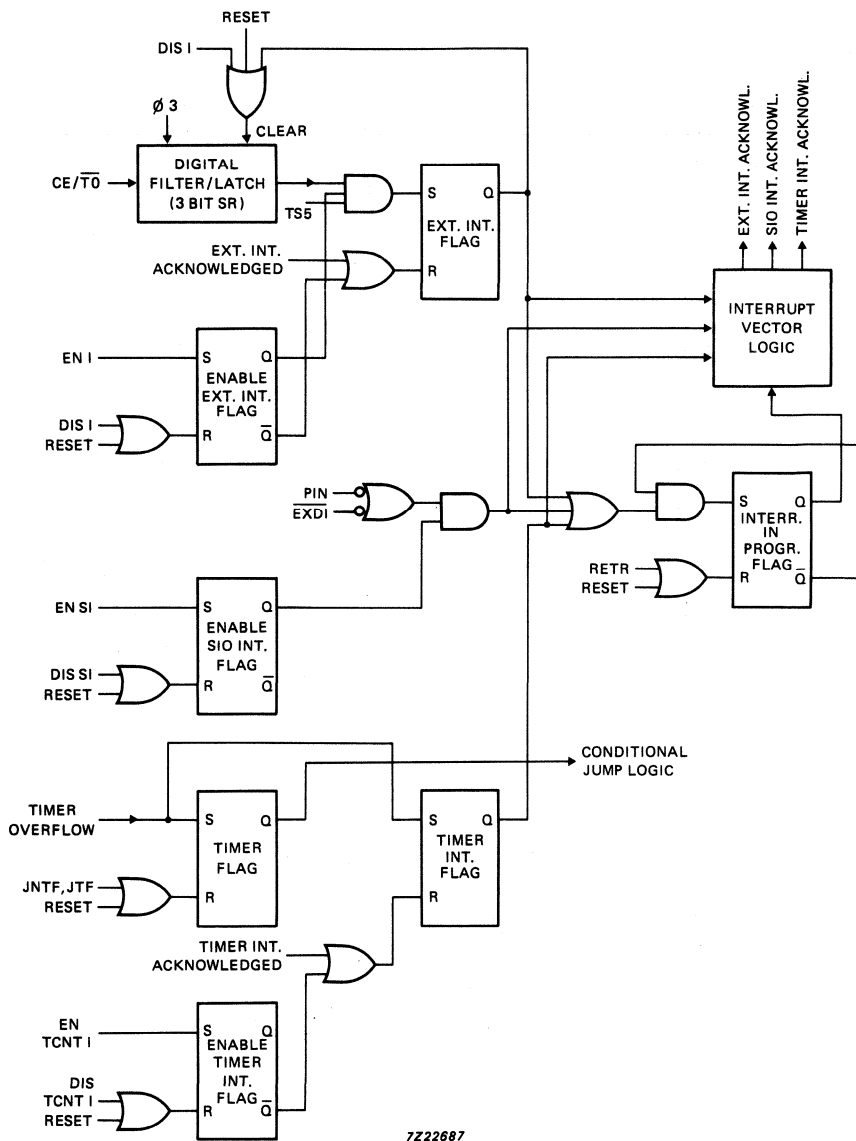 RESET
DIS I
Ø 3
CLEAR
CE/T̅0̅
DIGITAL
FILTER/LATCH
(3 BIT SR)
TS5
S
Q
EXT. INT.
FLAG
R
EXT. INT.
ACKNOWLEDGED
EXT. INT. ACKNOWL.
SIO INT. ACKNOWL.
TIMER INT. ACKNOWL.
INTERRUPT
VECTOR
LOGIC
EN I
S
Q
ENABLE
EXT. INT.
FLAG
R
Q̅
DIS I
RESET
PIN
E̅X̅D̅I̅
S
Q
INTERR.
IN
PROGR.
FLAG
R
Q̅
RETR
RESET
EN SI
S
Q
ENABLE
SIO INT.
FLAG
R
Q̅
DIS SI
RESET
CONDITIONAL
JUMP LOGIC
TIMER
OVERFLOW
S
Q
TIMER
FLAG
R
JNTF, JTF
RESET
S
Q
TIMER
INT.
FLAG
R
TIMER INT.
ACKNOWLEDGED
EN
TCNT I
S
Q
ENABLE
TIMER
INT.
FLAG
R
Q̅
DIS
TCNT I
RESET
7Z22687